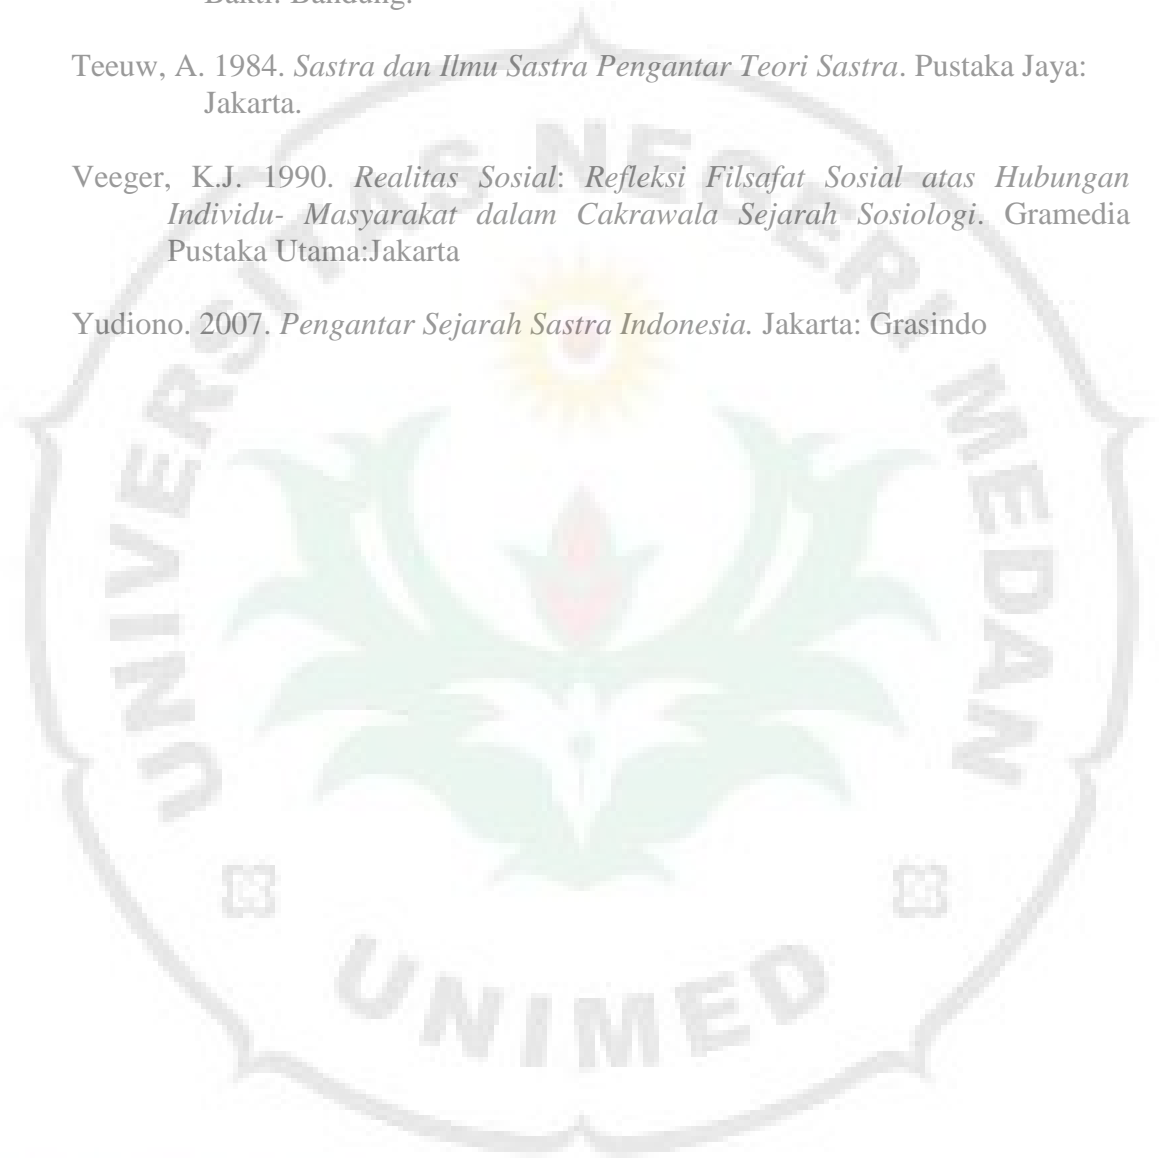 Bakti: Bandung.
Teeuw, A. 1984. Sastra dan Ilmu Sastra Pengantar Teori Sastra. Pustaka Jaya:
Jakarta.
Veeger, K.J. 1990. Realitas Sosial: Refleksi Filsafat Sosial atas Hubungan
Individu- Masyarakat dalam Cakrawala Sejarah Sosiologi. Gramedia
Pustaka Utama:Jakarta
Yudiono. 2007. Pengantar Sejarah Sastra Indonesia. Jakarta: Grasindo
UNIVERSITAS NEGERI MEDAN
UNIMED